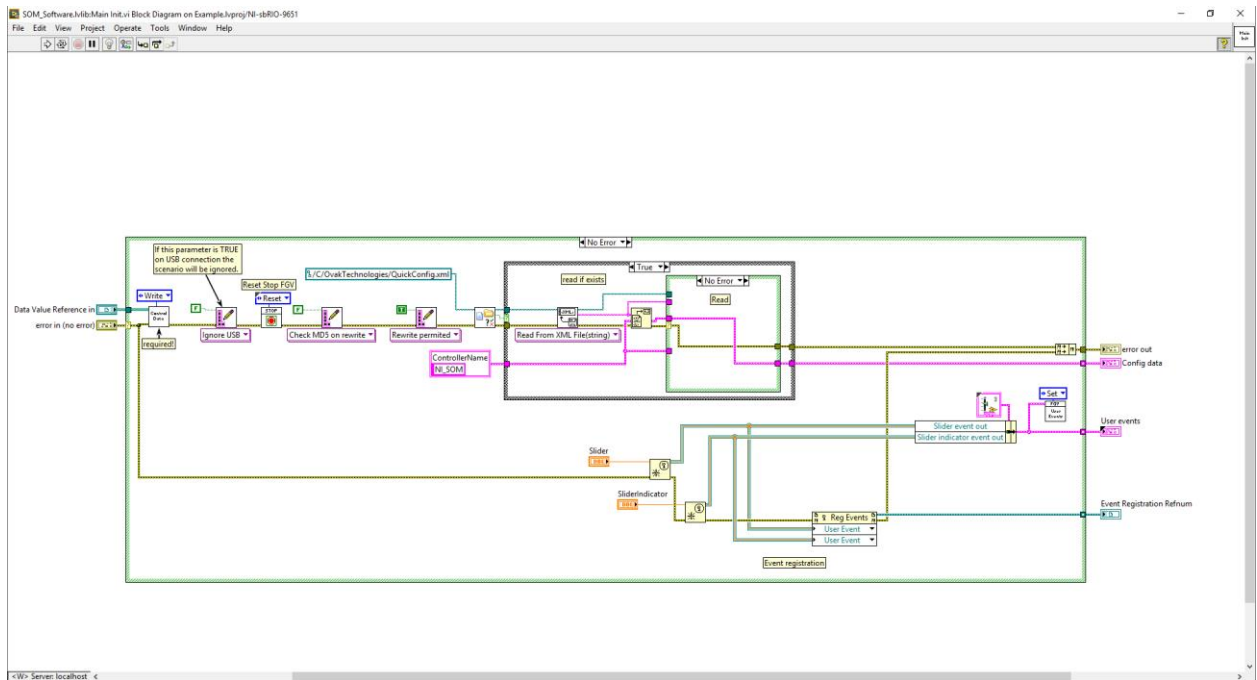 SOM_Software.lvlib:Main Init.vi Block Diagram on Example.lvproj/NI-sbRIO-9651
File Edit View Project Operate Tools Window Help
Main
Init
No Error
If this parameter is TRUE
on USB connection the
scenario will be ignored.
Reset Stop FGV
Write
Reset
STOP
Control
Data
required!
Data Value Reference in
error in (no error)
F
Ignore USB
F
Check MD5 on rewrite
Rewrite permited
/C/OvakTechnologies/QuickConfig.xml
True
read if exists
No Error
Read
Read From XML File(string)
ControllerName
NI_SOM
error out
Config data
Set
User
Events
User events
Slider event out
Slider indicator event out
Slider
SliderIndicator
Reg Events
User Event
User Event
Event registration
Event Registration Refnum
<W> Server: localhost